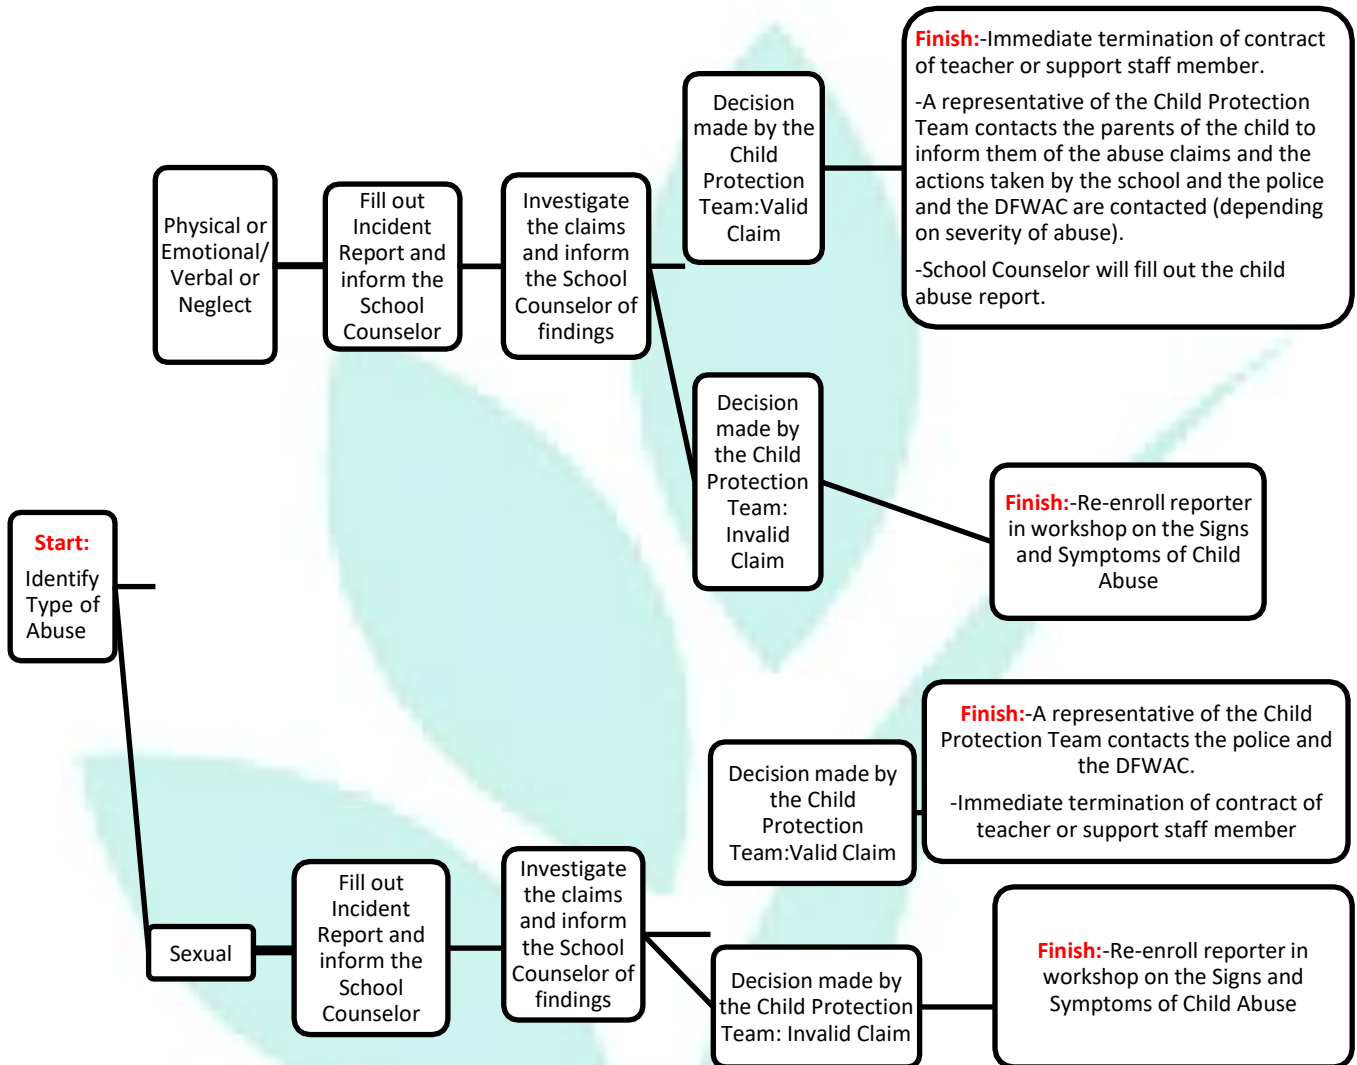 Start:
Identify
Type of
Abuse
Physical or
Emotional/
Verbal or
Neglect
Fill out
Incident
Report and
inform the
School
Counselor
Investigate
the claims
and inform
the School
Counselor of
findings
Decision
made by the
Child
Protection
Team:Valid
Claim
Finish:-Immediate termination of contract
of teacher or support staff member.
-A representative of the Child Protection
Team contacts the parents of the child to
inform them of the abuse claims and the
actions taken by the school and the police
and the DFWAC are contacted (depending
on severity of abuse).
-School Counselor will fill out the child
abuse report.
Decision
made by
the Child
Protection
Team:
Invalid
Claim
Finish:-Re-enroll reporter
in workshop on the Signs
and Symptoms of Child
Abuse
Sexual
Fill out
Incident
Report and
inform the
School
Counselor
Investigate
the claims
and inform
the School
Counselor of
findings
Decision made by
the Child
Protection
Team:Valid Claim
Finish:-A representative of the Child
Protection Team contacts the police and
the DFWAC.
-Immediate termination of contract of
teacher or support staff member
Decision made by
the Child Protection
Team: Invalid Claim
Finish:-Re-enroll reporter in
workshop on the Signs and
Symptoms of Child Abuse